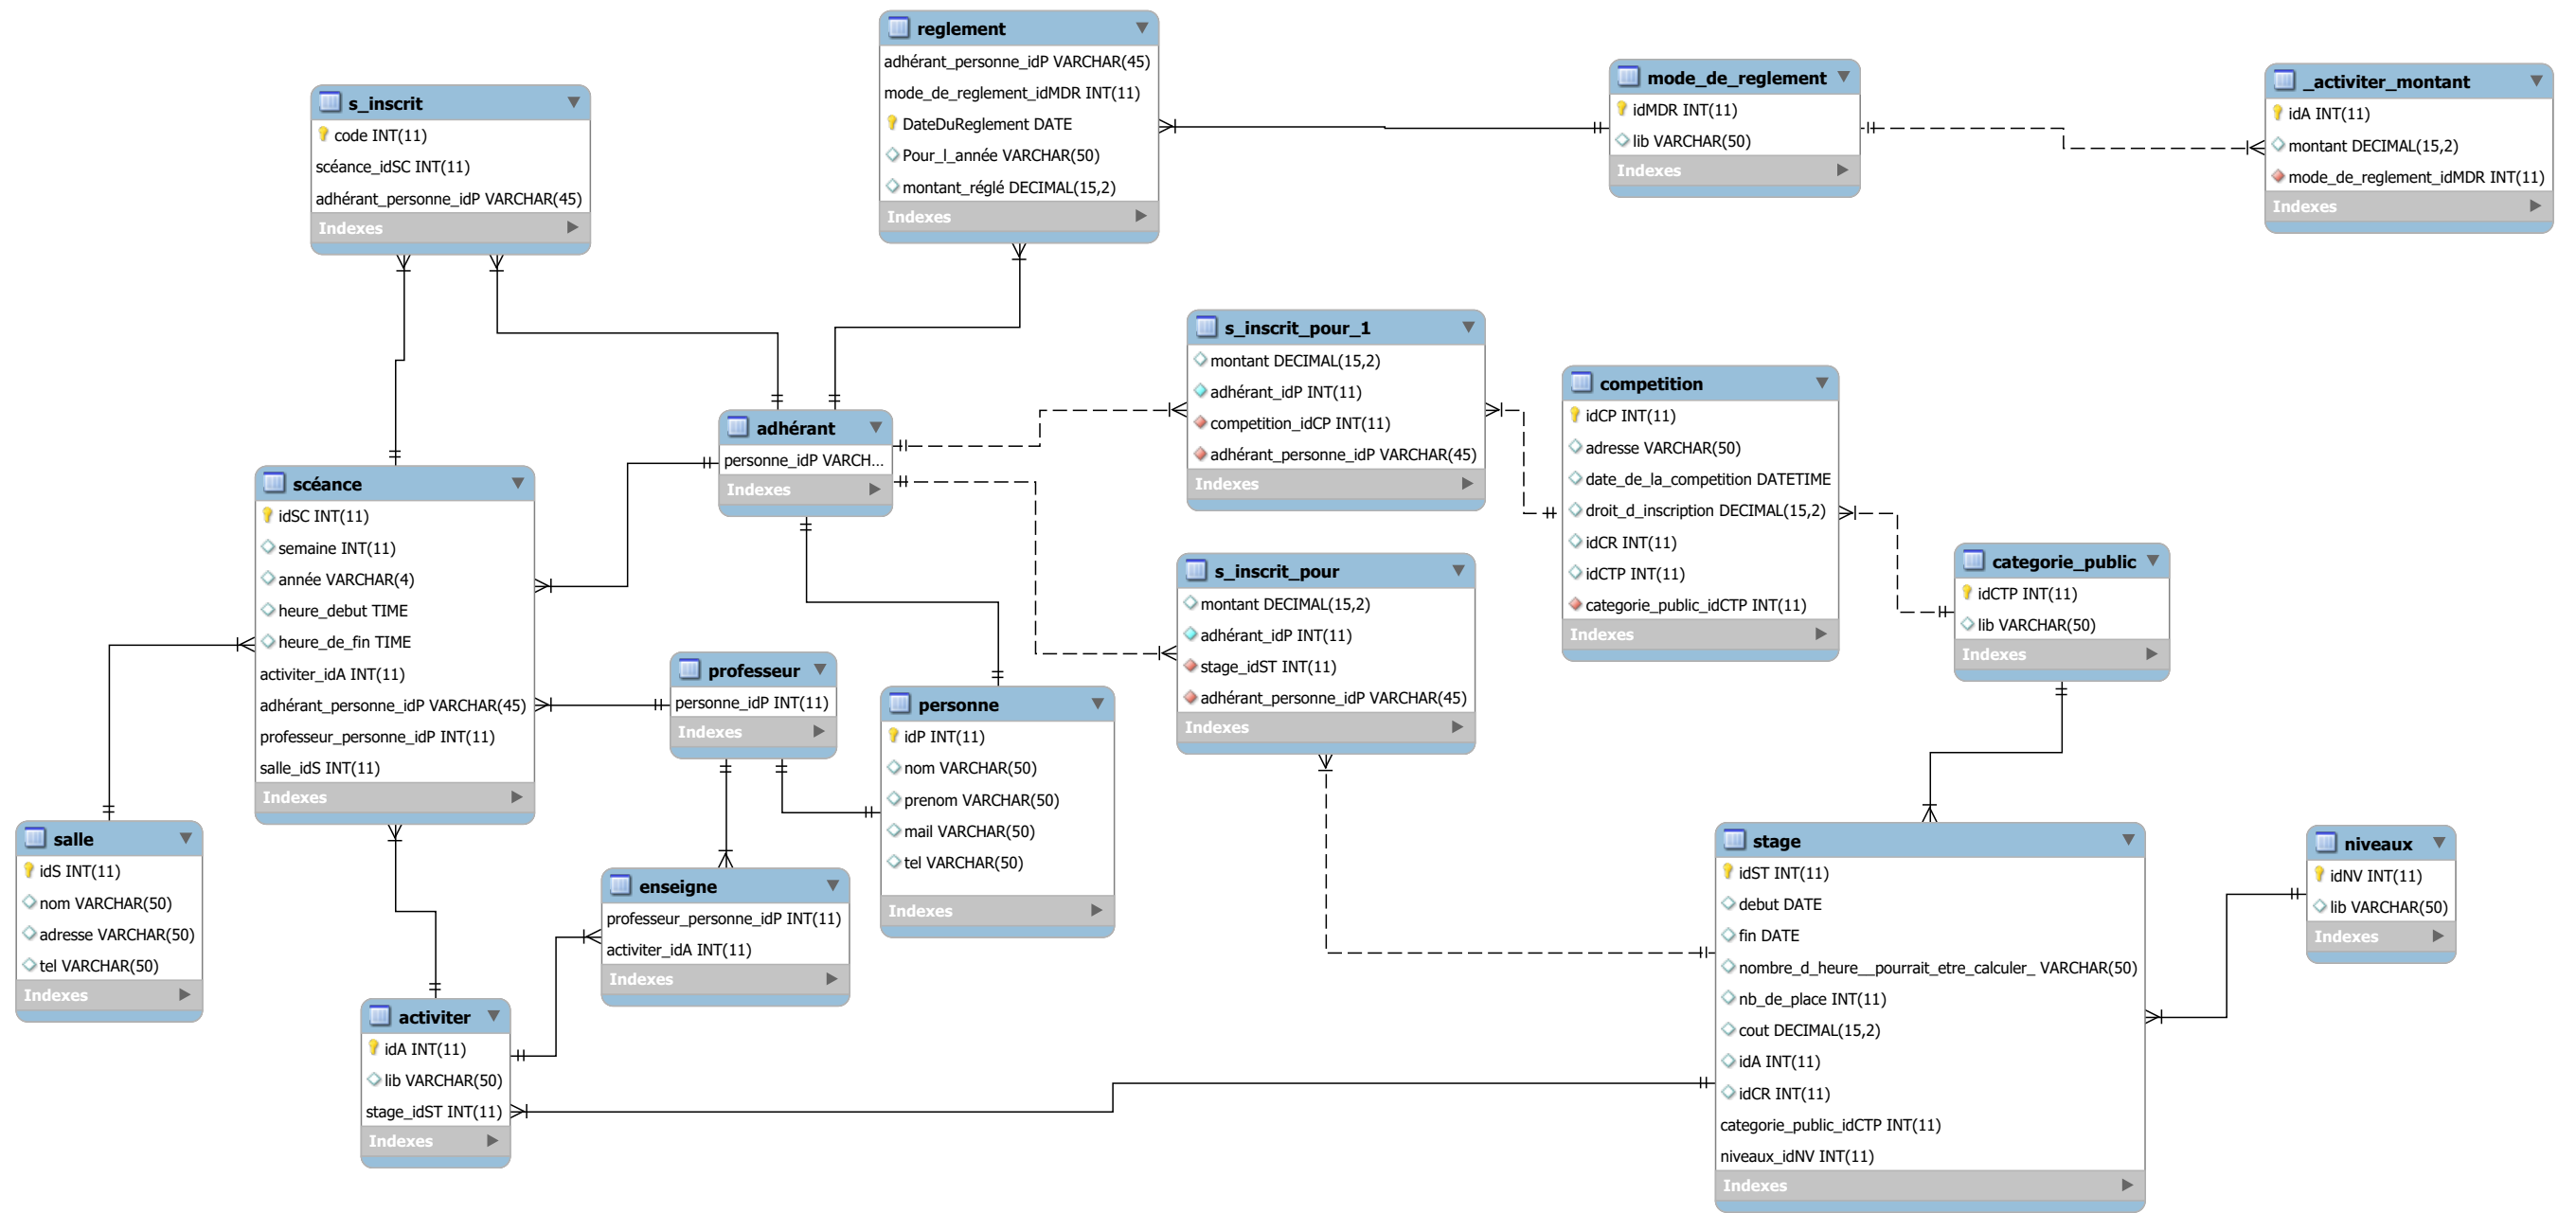 reglement
adhérant_personne_idP VARCHAR(45)
mode_de_reglement_idMDR INT(11)
DateDuReglement DATE
Pour_l_année VARCHAR(50)
montant_réglé DECIMAL(15,2)
Indexes
mode_de_reglement
idMDR INT(11)
lib VARCHAR(50)
Indexes
_activiter_montant
idA INT(11)
montant DECIMAL(15,2)
mode_de_reglement_idMDR INT(11)
Indexes
s_inscrit
code INT(11)
scéance_idSC INT(11)
adhérant_personne_idP VARCHAR(45)
Indexes
s_inscrit_pour_1
montant DECIMAL(15,2)
adhérant_idP INT(11)
competition_idCP INT(11)
adhérant_personne_idP VARCHAR(45)
Indexes
competition
idCP INT(11)
adresse VARCHAR(50)
date_de_la_competition DATETIME
droit_d_inscription DECIMAL(15,2)
idCR INT(11)
idCTP INT(11)
categorie_public_idCTP INT(11)
Indexes
adhérant
personne_idP VARCH...
Indexes
scéance
idSC INT(11)
semaine INT(11)
année VARCHAR(4)
heure_debut TIME
heure_de_fin TIME
activiter_idA INT(11)
adhérant_personne_idP VARCHAR(45)
professeur_personne_idP INT(11)
salle_idS INT(11)
Indexes
s_inscrit_pour
montant DECIMAL(15,2)
adhérant_idP INT(11)
stage_idST INT(11)
adhérant_personne_idP VARCHAR(45)
Indexes
categorie_public
idCTP INT(11)
lib VARCHAR(50)
Indexes
professeur
personne_idP INT(11)
Indexes
personne
idP INT(11)
nom VARCHAR(50)
prenom VARCHAR(50)
mail VARCHAR(50)
tel VARCHAR(50)
Indexes
salle
idS INT(11)
nom VARCHAR(50)
adresse VARCHAR(50)
tel VARCHAR(50)
Indexes
enseigne
professeur_personne_idP INT(11)
activiter_idA INT(11)
Indexes
activiter
idA INT(11)
lib VARCHAR(50)
stage_idST INT(11)
Indexes
stage
idST INT(11)
debut DATE
fin DATE
nombre_d_heure__pourrait_etre_calculer_ VARCHAR(50)
nb_de_place INT(11)
cout DECIMAL(15,2)
idA INT(11)
idCR INT(11)
categorie_public_idCTP INT(11)
niveaux_idNV INT(11)
Indexes
niveaux
idNV INT(11)
lib VARCHAR(50)
Indexes